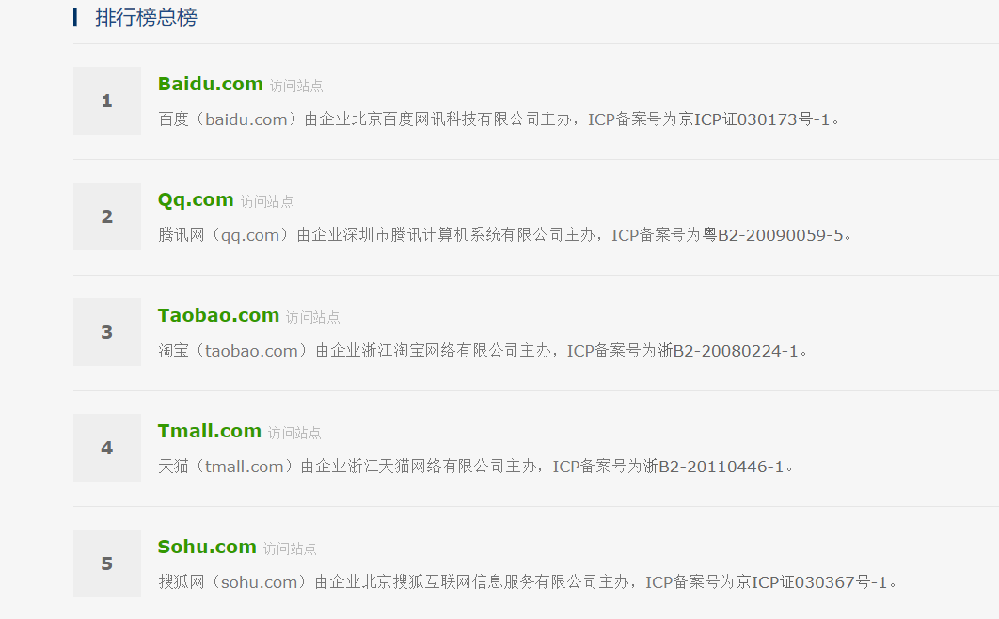 排行榜总榜
1
Baidu.com 访问站点
百度（baidu.com）由企业北京百度网讯科技有限公司主办，ICP备案号为京ICP证030173号-1。
2
Qq.com 访问站点
腾讯网（qq.com）由企业深圳市腾讯计算机系统有限公司主办，ICP备案号为粤B2-20090059-5。
3
Taobao.com 访问站点
淘宝（taobao.com）由企业浙江淘宝网络有限公司主办，ICP备案号为浙B2-20080224-1。
4
Tmall.com 访问站点
天猫（tmall.com）由企业浙江天猫网络有限公司主办，ICP备案号为浙B2-20110446-1。
5
Sohu.com 访问站点
搜狐网（sohu.com）由企业北京搜狐互联网信息服务有限公司主办，ICP备案号为京ICP证030367号-1。